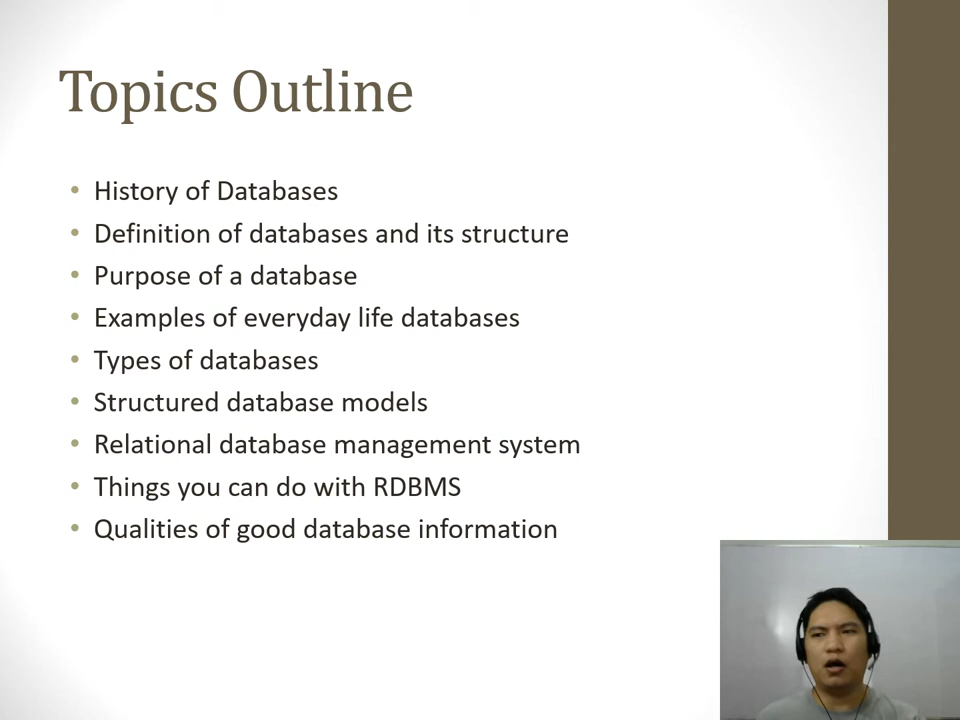 Topics Outline
• History of Databases
• Definition of databases and its structure
• Purpose of a database
• Examples of everyday life databases
• Types of databases
• Structured database models
• Relational database management system
• Things you can do with RDBMS
• Qualities of good database information